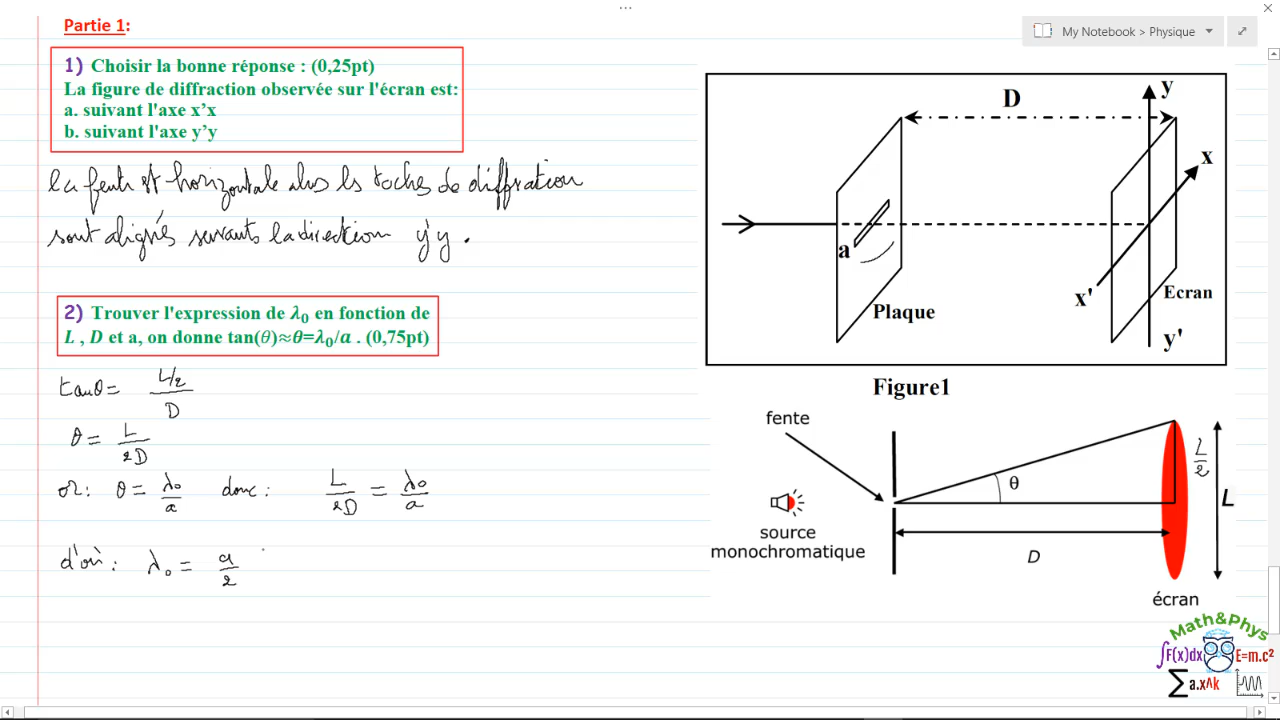 ...
My Notebook > Physique
Partie 1:
1) Choisir la bonne réponse : (0,25pt)
La figure de diffraction observée sur l'écran est:
a. suivant l'axe x'x
b. suivant l'axe y'y
la fente est horizontale alors les taches de diffration
sont alignés suivants la direction y'y .
2) Trouver l'expression de λ₀ en fonction de
L , D et a, on donne tan(θ)≈θ=λ₀/a . (0,75pt)
tanθ = (L/2)/D
θ = L/2D
or: θ = λ₀/a donc: L/2D = λ₀/a
d'où: λ₀ = a/2
D
y
x
a
Plaque
x'
Ecran
y'
Figure1
fente
L/2
θ
L
source
monochromatique
D
écran
Math&Phys
∫F(x)dx E=m.c²
∑ a.x^k